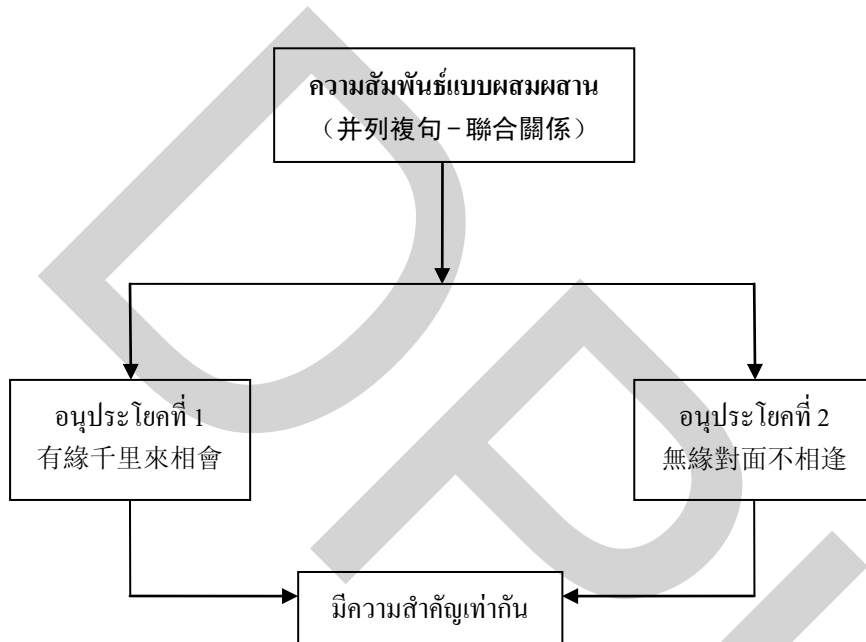 ความสัมพันธ์แบบผสมผสาน
（并列複句－聯合關係）
อนุประโยคที่ 1
有緣千里來相會
อนุประโยคที่ 2
無緣對面不相逢
มีความสำคัญเท่ากัน